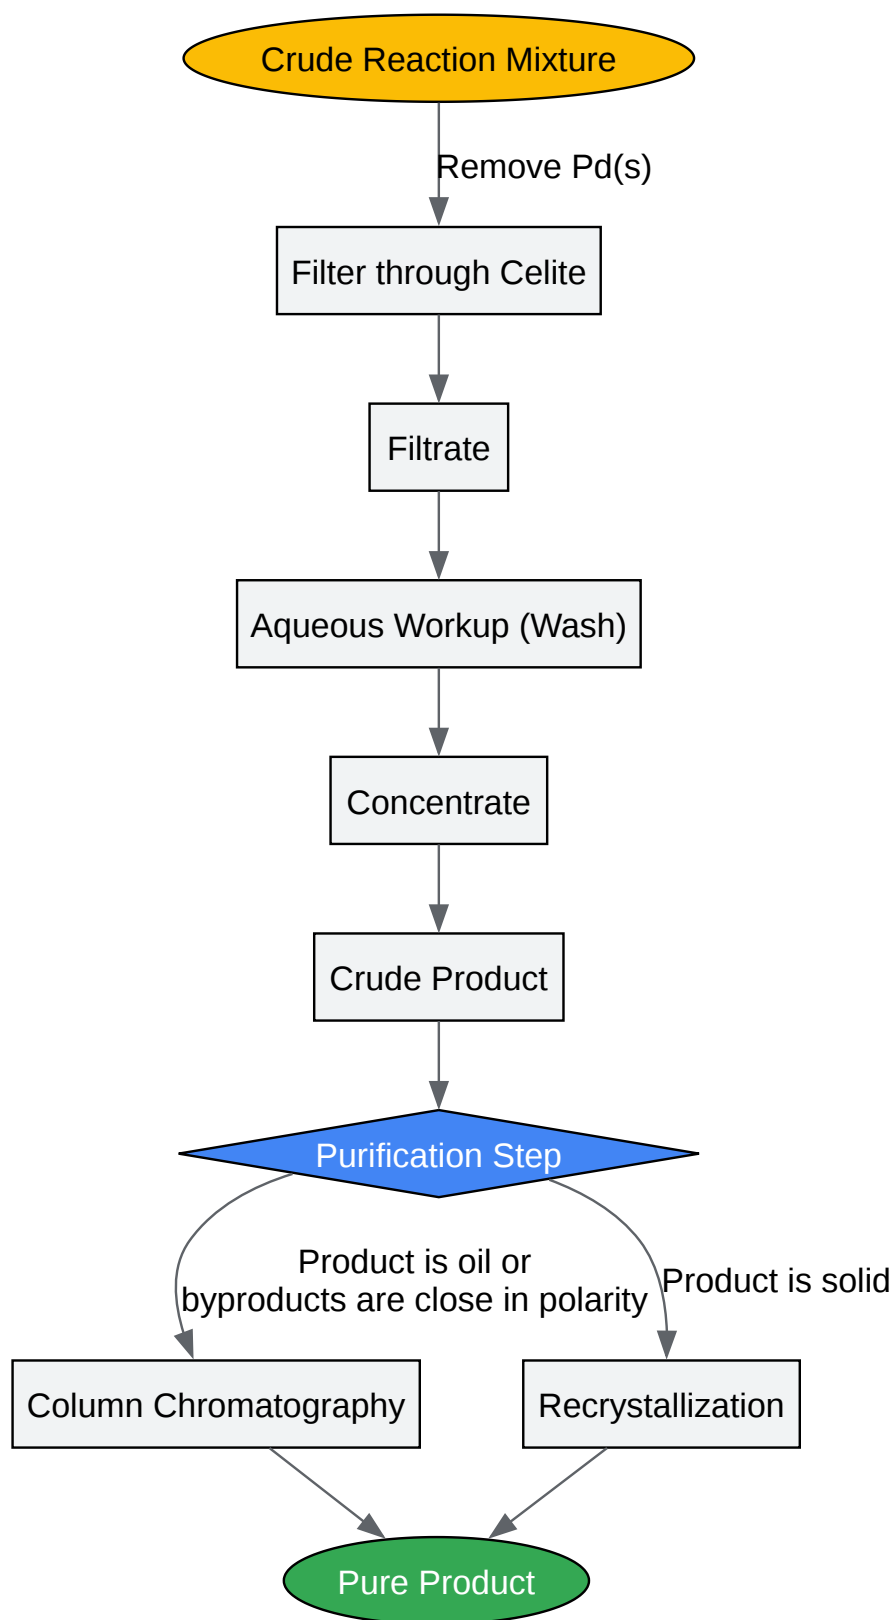 Crude Reaction Mixture
Remove Pd(s)
Filter through Celite
Filtrate
Aqueous Workup (Wash)
Concentrate
Crude Product
Purification Step
Product is oil or
byproducts are close in polarity
Product is solid
Column Chromatography
Recrystallization
Pure Product